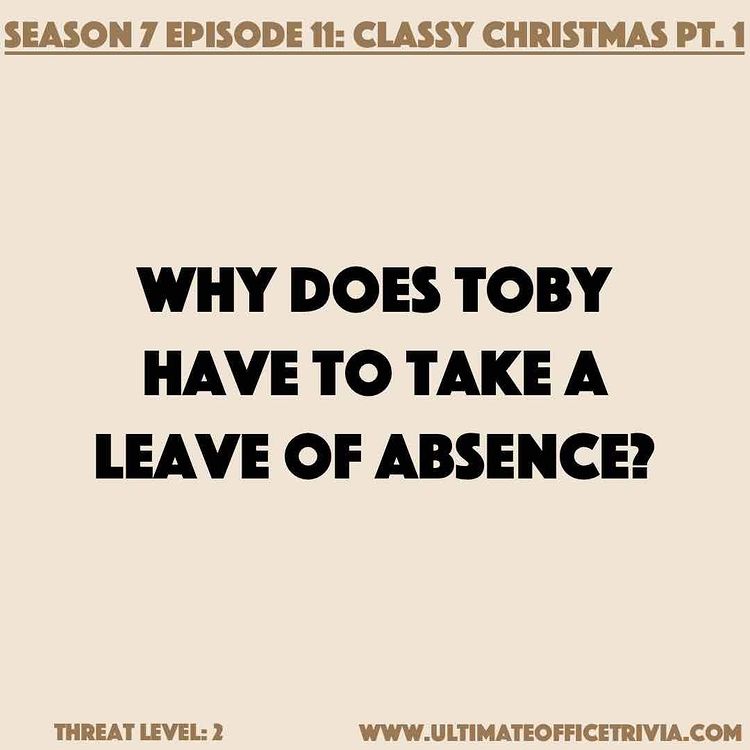 SEASON 7 EPISODE 11: CLASSY CHRISTMAS PT. 1
WHY DOES TOBY
HAVE TO TAKE A
LEAVE OF ABSENCE?
THREAT LEVEL: 2
WWW.ULTIMATEOFFICETRIVIA.COM